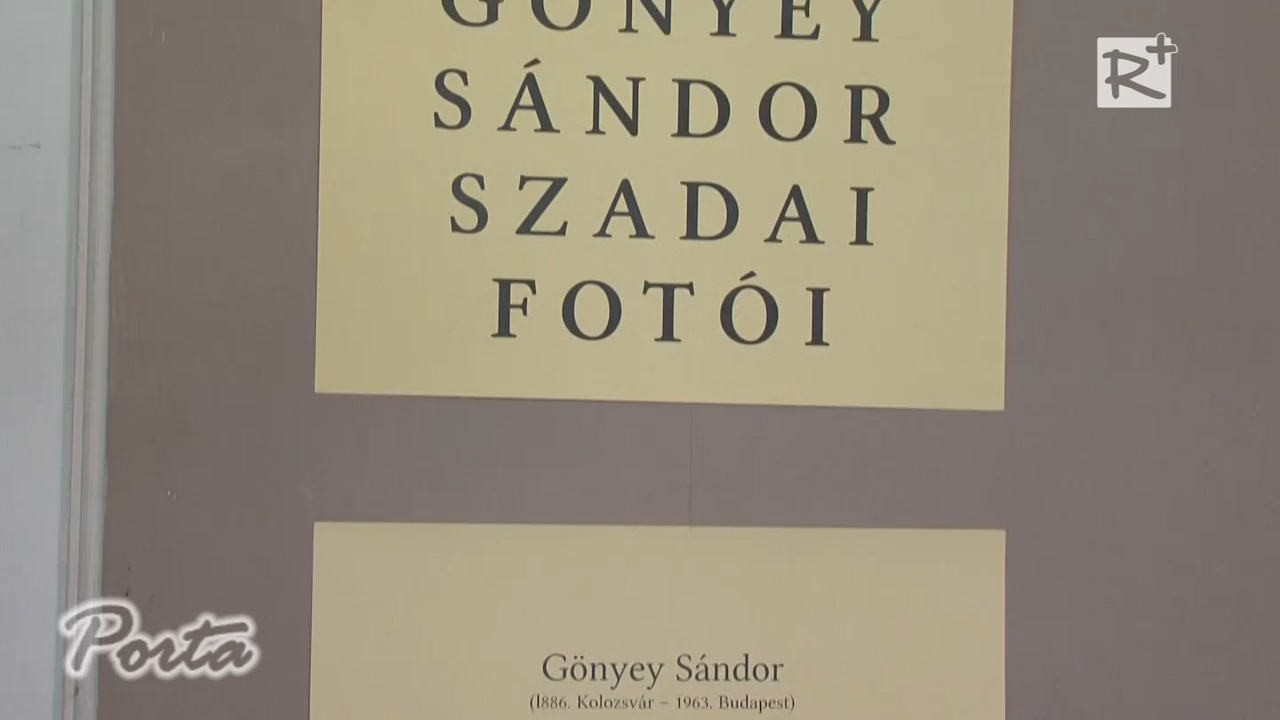 GÖNYEY
SÁNDOR
SZADAI
FOTÓI
Gönyey Sándor
(1886. Kolozsvár – 1963. Budapest)
R+
Porta